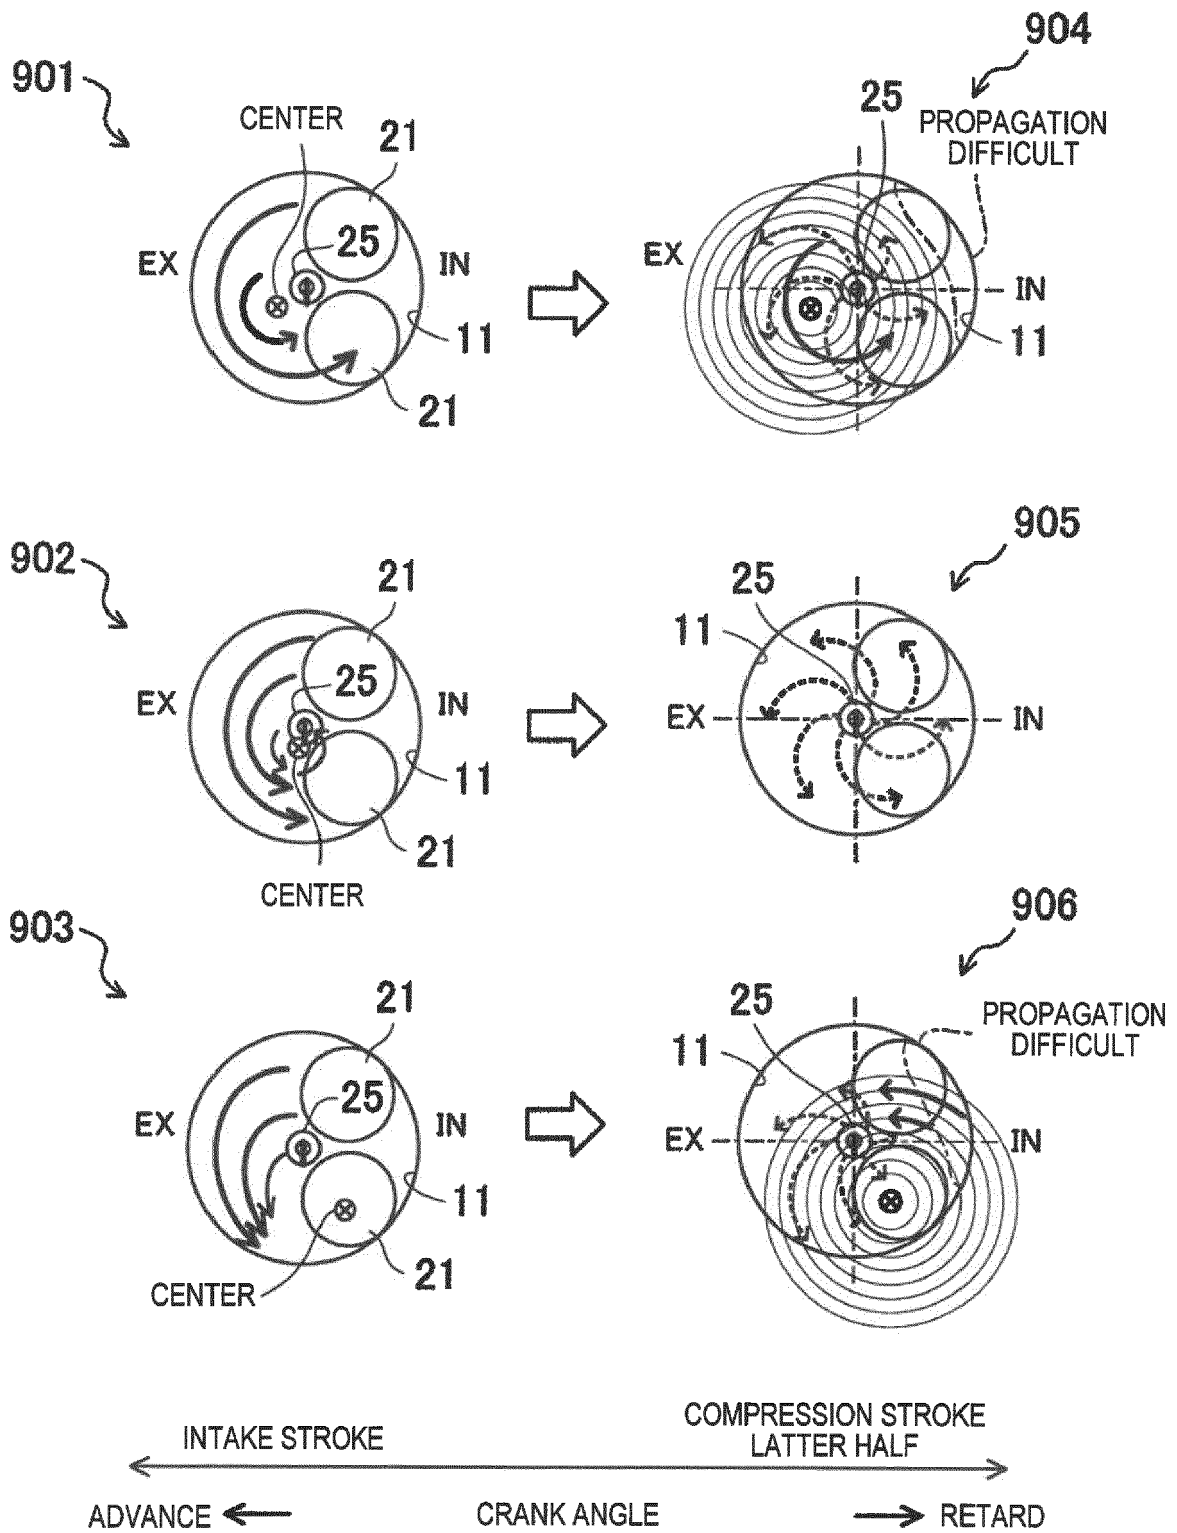 901
CENTER
21
25
EX
IN
11
21
904
25
PROPAGATION
DIFFICULT
EX
IN
11
902
21
25
EX
IN
11
21
CENTER
905
25
11
EX
IN
903
21
25
EX
IN
11
21
CENTER
906
25
PROPAGATION
DIFFICULT
11
EX
IN
INTAKE STROKE
COMPRESSION STROKE
LATTER HALF
ADVANCE
CRANK ANGLE
RETARD